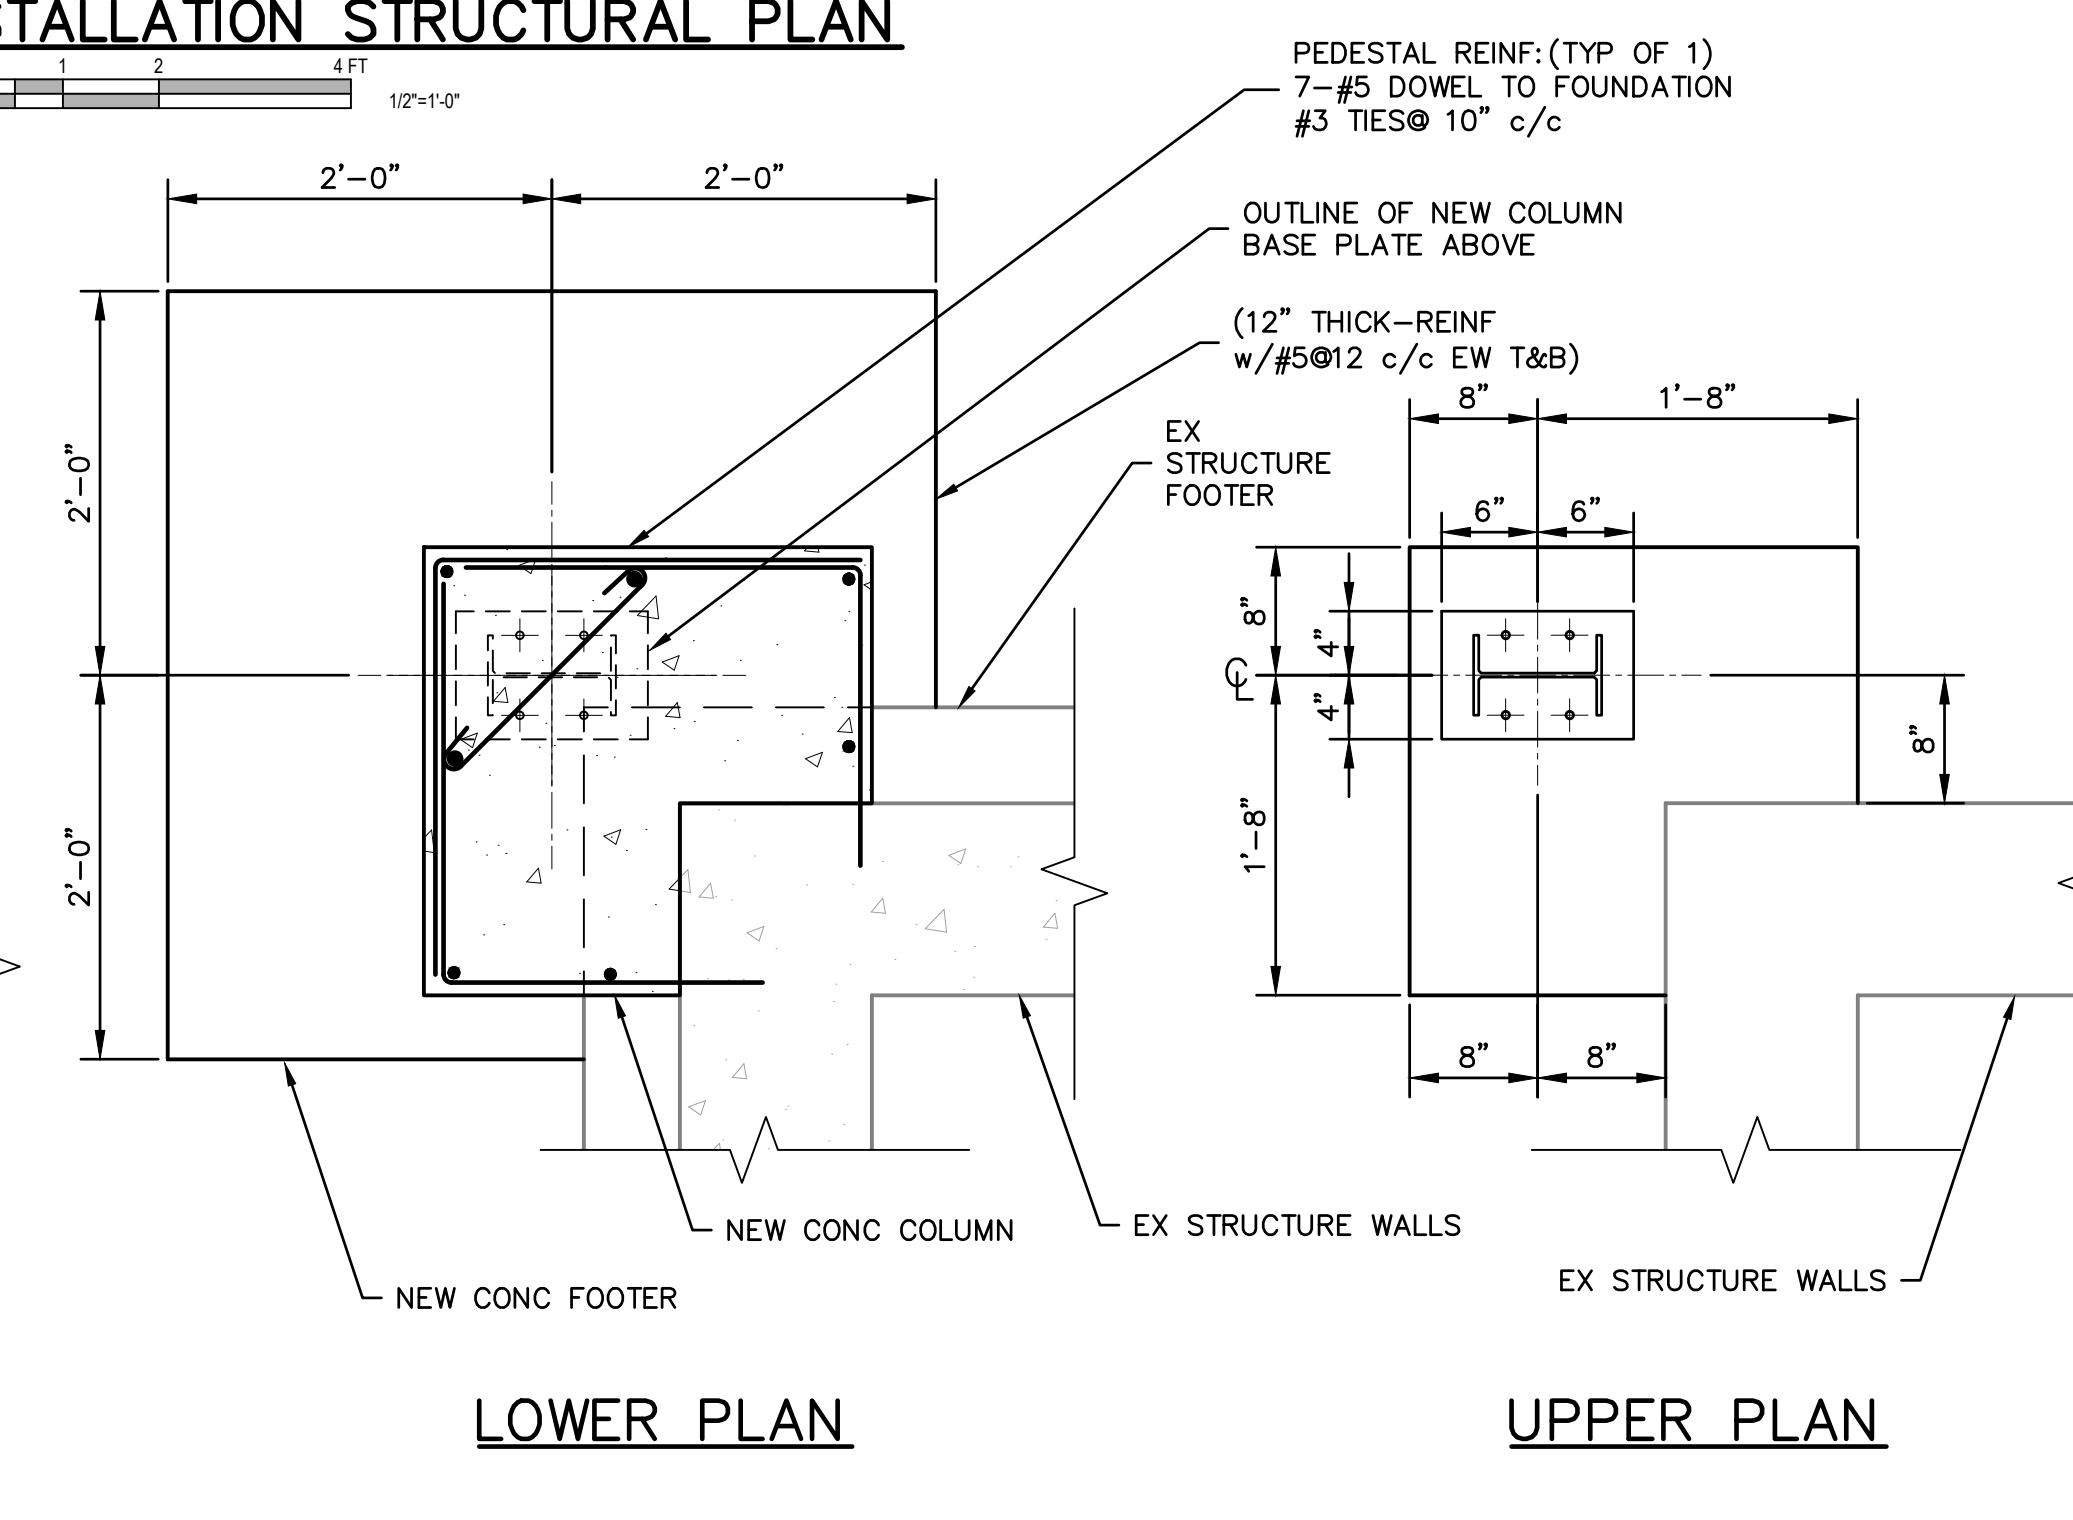 STALLATION STRUCTURAL PLAN
1 2 4 FT
1/2"=1'-0"
PEDESTAL REINF:(TYP OF 1)
7-#5 DOWEL TO FOUNDATION
#3 TIES@ 10" c/c
2'-0" 2'-0"
OUTLINE OF NEW COLUMN
BASE PLATE ABOVE
(12" THICK-REINF
w/#5@12 c/c EW T&B)
8" 1'-8"
EX
STRUCTURE
FOOTER
2'-0"
6" 6"
8"
4"
CL
4"
8"
2'-0"
1'-8"
8" 8"
NEW CONC COLUMN
EX STRUCTURE WALLS
EX STRUCTURE WALLS
NEW CONC FOOTER
LOWER PLAN
UPPER PLAN